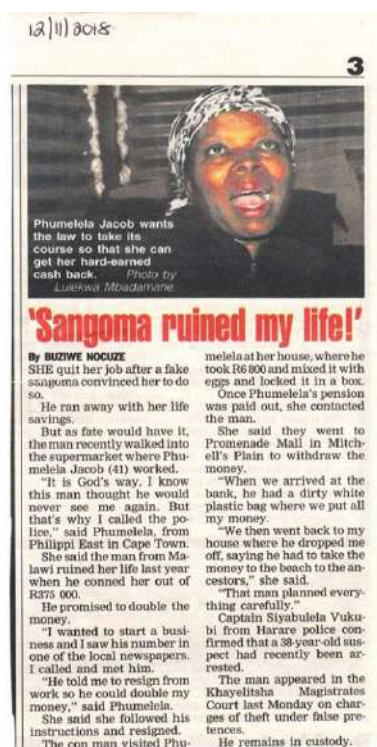 12/11/2018
3
Phumelela Jacob wants
the law to take its
course so that she can
get her hard-earned
cash back. Photo by
Lulekwa Mbadamane
'Sangoma ruined my life!'
By BUZIWE NOCUZE
SHE quit her job after a fake
sangoma convinced her to do
so.
He ran away with her life
savings.
But as fate would have it,
the man recently walked into
the supermarket where Phu-
melela Jacob (41) worked.
"It is God's way. I know
this man thought he would
never see me again. But
that's why I called the po-
lice," said Phumelela, from
Philippi East in Cape Town.
She said the man from Ma-
lawi ruined her life last year
when he conned her out of
R375 000.
He promised to double the
money.
"I wanted to start a busi-
ness and I saw his number in
one of the local newspapers.
I called and met him.
"He told me to resign from
work so he could double my
money," said Phumelela.
She said she followed his
instructions and resigned.
The con man visited Phu-
melela at her house, where he
took R6 800 and mixed it with
eggs and locked it in a box.
Once Phumelela's pension
was paid out, she contacted
the man.
She said they went to
Promenade Mall in Mitch-
ell's Plain to withdraw the
money.
"When we arrived at the
bank, he had a dirty white
plastic bag where we put all
my money.
"We then went back to my
house where he dropped me
off, saying he had to take the
money to the beach to the an-
cestors," she said.
"That man planned every-
thing carefully."
Captain Siyabulela Vuku-
bi from Harare police con-
firmed that a 38-year-old sus-
pect had recently been ar-
rested.
The man appeared in the
Khayelitsha Magistrates
Court last Monday on char-
ges of theft under false pre-
tences.
He remains in custody.